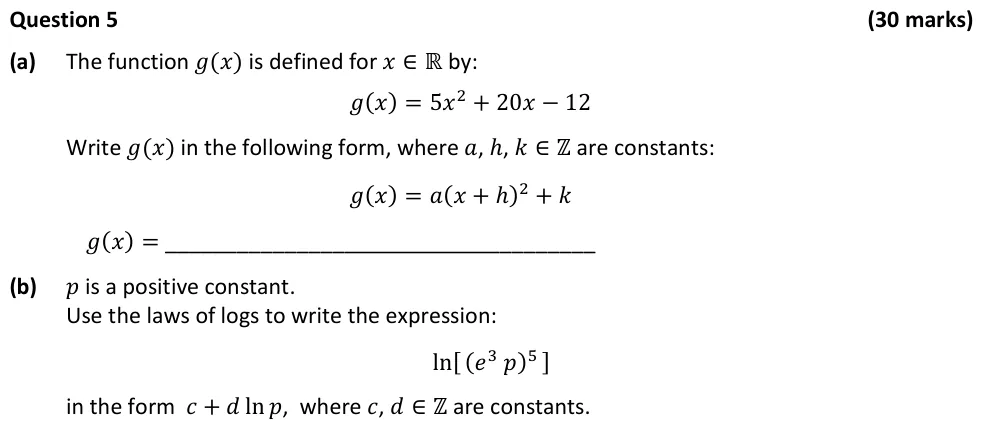 Question 5 (30 marks)
(a) The function g(x) is defined for x ∈ ℝ by:
g(x) = 5x² + 20x − 12
Write g(x) in the following form, where a, h, k ∈ ℤ are constants:
g(x) = a(x + h)² + k
g(x) = ____________________________________
(b) p is a positive constant.
Use the laws of logs to write the expression:
ln[ (e³ p)⁵ ]
in the form c + d ln p, where c, d ∈ ℤ are constants.